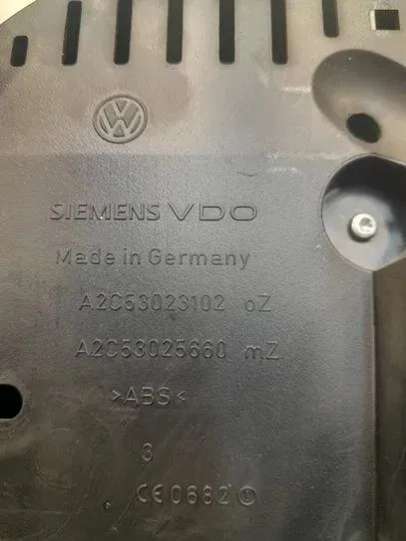 SIEMENS VDO
Made in Germany
A2C53023102 oZ
A2C53025660 mZ
>ABS<
3
CE0682